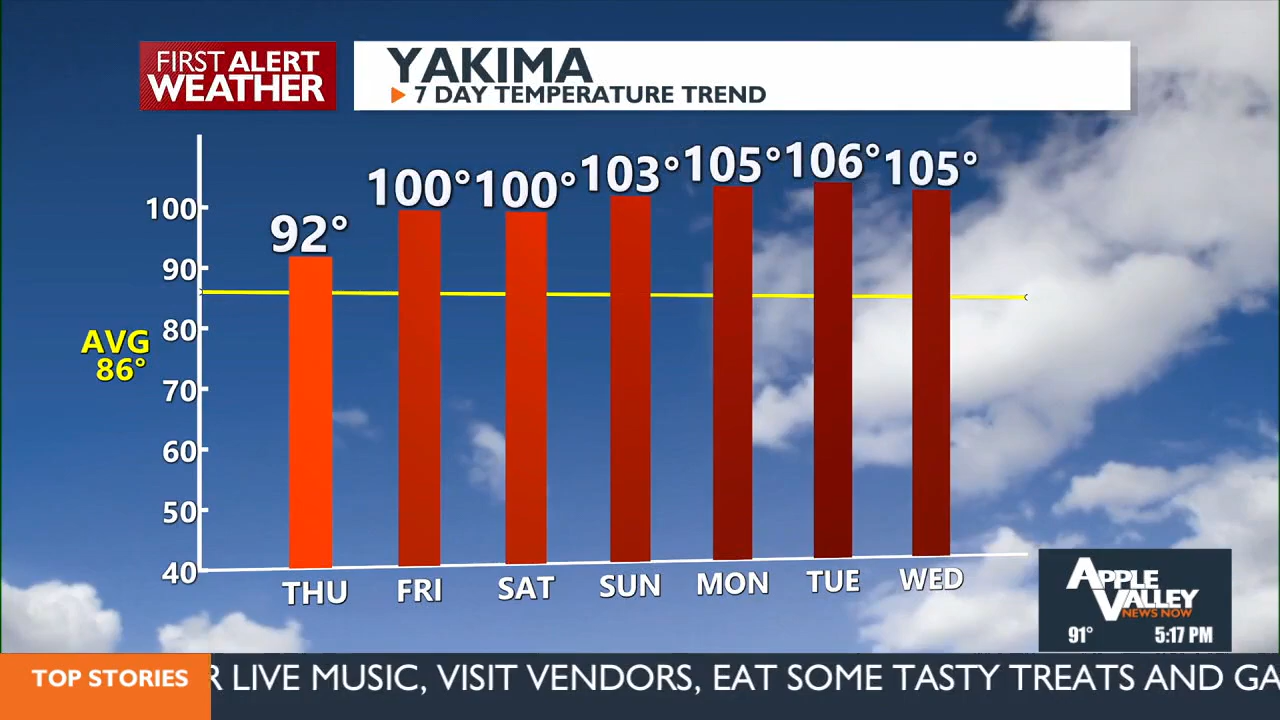 FIRST ALERT
WEATHER
YAKIMA
7 DAY TEMPERATURE TREND
92° 100° 100° 103° 105° 106° 105°
100
90
80
70
60
50
40
AVG
86°
THU FRI SAT SUN MON TUE WED
APPLE
VALLEY
NEWS NOW
91° 5:17 PM
TOP STORIES R LIVE MUSIC, VISIT VENDORS, EAT SOME TASTY TREATS AND GA